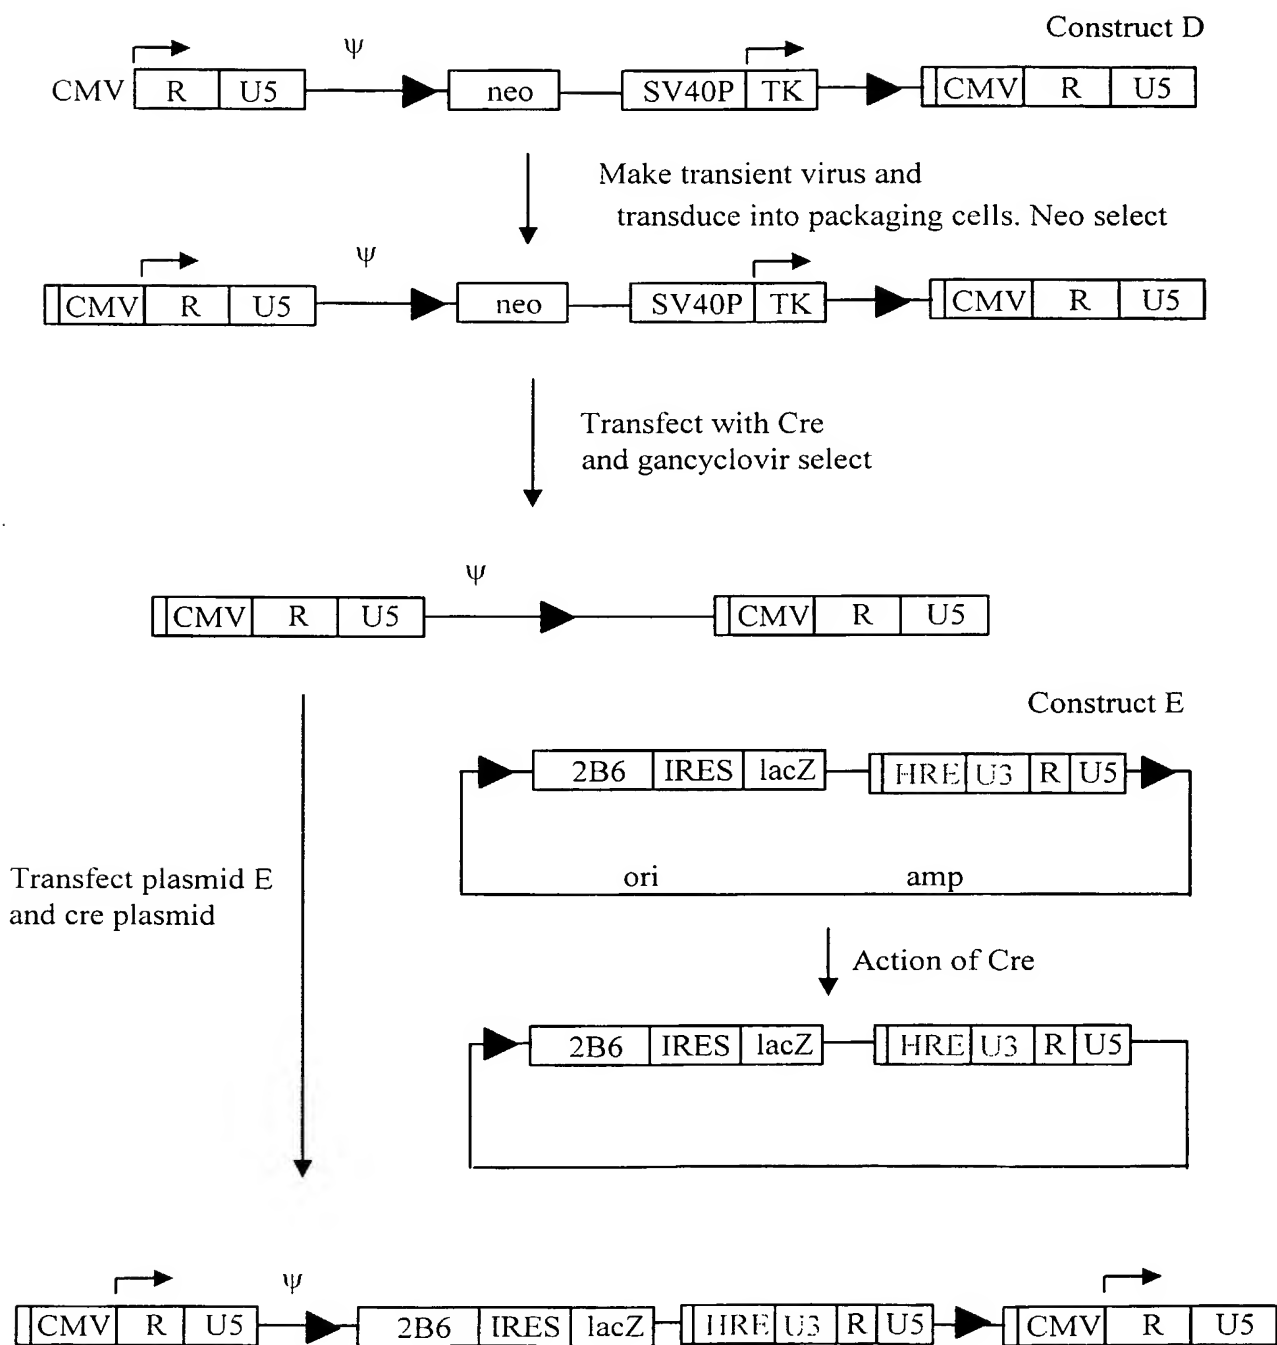 Construct D
ψ
CMV R U5 neo SV40P TK CMV R U5
Make transient virus and
transduce into packaging cells. Neo select
ψ
CMV R U5 neo SV40P TK CMV R U5
Transfect with Cre
and gancyclovir select
ψ
CMV R U5 CMV R U5
Construct E
2B6 IRES lacZ HRE U3 R U5
ori amp
Transfect plasmid E
and cre plasmid
Action of Cre
2B6 IRES lacZ HRE U3 R U5
ψ
CMV R U5 2B6 IRES lacZ HRE U3 R U5 CMV R U5